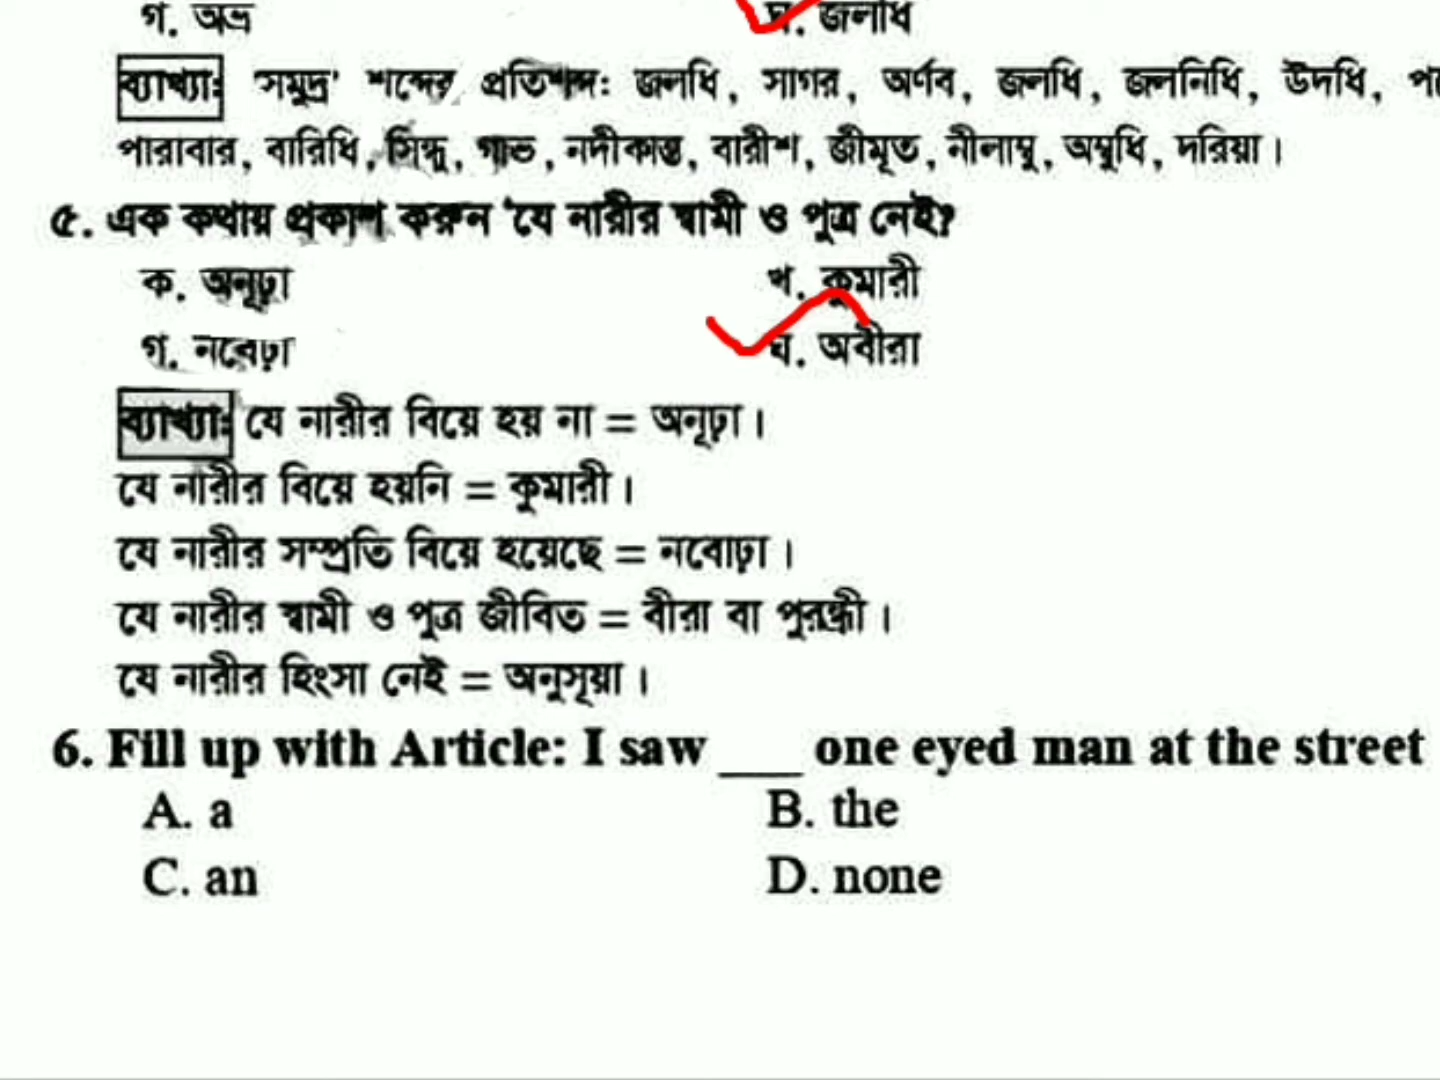 গ. অভ্র
ঘ. জলধি
ব্যাখ্যা: 'সমুদ্র' শব্দের প্রতিশব্দ: জলধি, সাগর, অর্ণব, জলধি, জলনিধি, উদধি,
পারাবার, বারিধি, সিন্ধু, নদীকান্ত, বারীশ, জীমূত, নীলাম্বু, অম্বুধি, দরিয়া।
৫. এক কথায় প্রকাশ করুন 'যে নারীর স্বামী ও পুত্র নেই?
ক. অনূঢ়া
খ. কুমারী
গ. নবোঢ়া
ঘ. অবীরা
ব্যাখ্যা: যে নারীর বিয়ে হয় না = অনূঢ়া।
যে নারীর বিয়ে হয়নি = কুমারী।
যে নারীর সম্প্রতি বিয়ে হয়েছে = নবোঢ়া।
যে নারীর স্বামী ও পুত্র জীবিত = বীরা বা পুরন্ধ্রী।
যে নারীর হিংসা নেই = অনুসূয়া।
6. Fill up with Article: I saw ___ one eyed man at the street
A. a
B. the
C. an
D. none